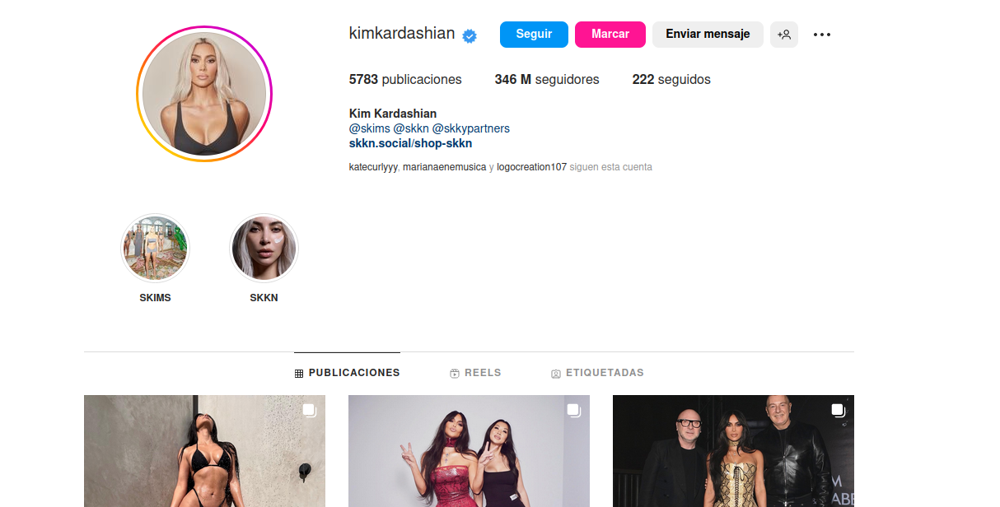 kimkardashian Seguir Marcar Enviar mensaje
5783 publicaciones 346 M seguidores 222 seguidos
Kim Kardashian
@skims @skkn @skkypartners
skkn.social/shop-skkn
katecurlyyy, marianaenemusica y logocreation107 siguen esta cuenta
SKIMS SKKN
PUBLICACIONES REELS ETIQUETADAS